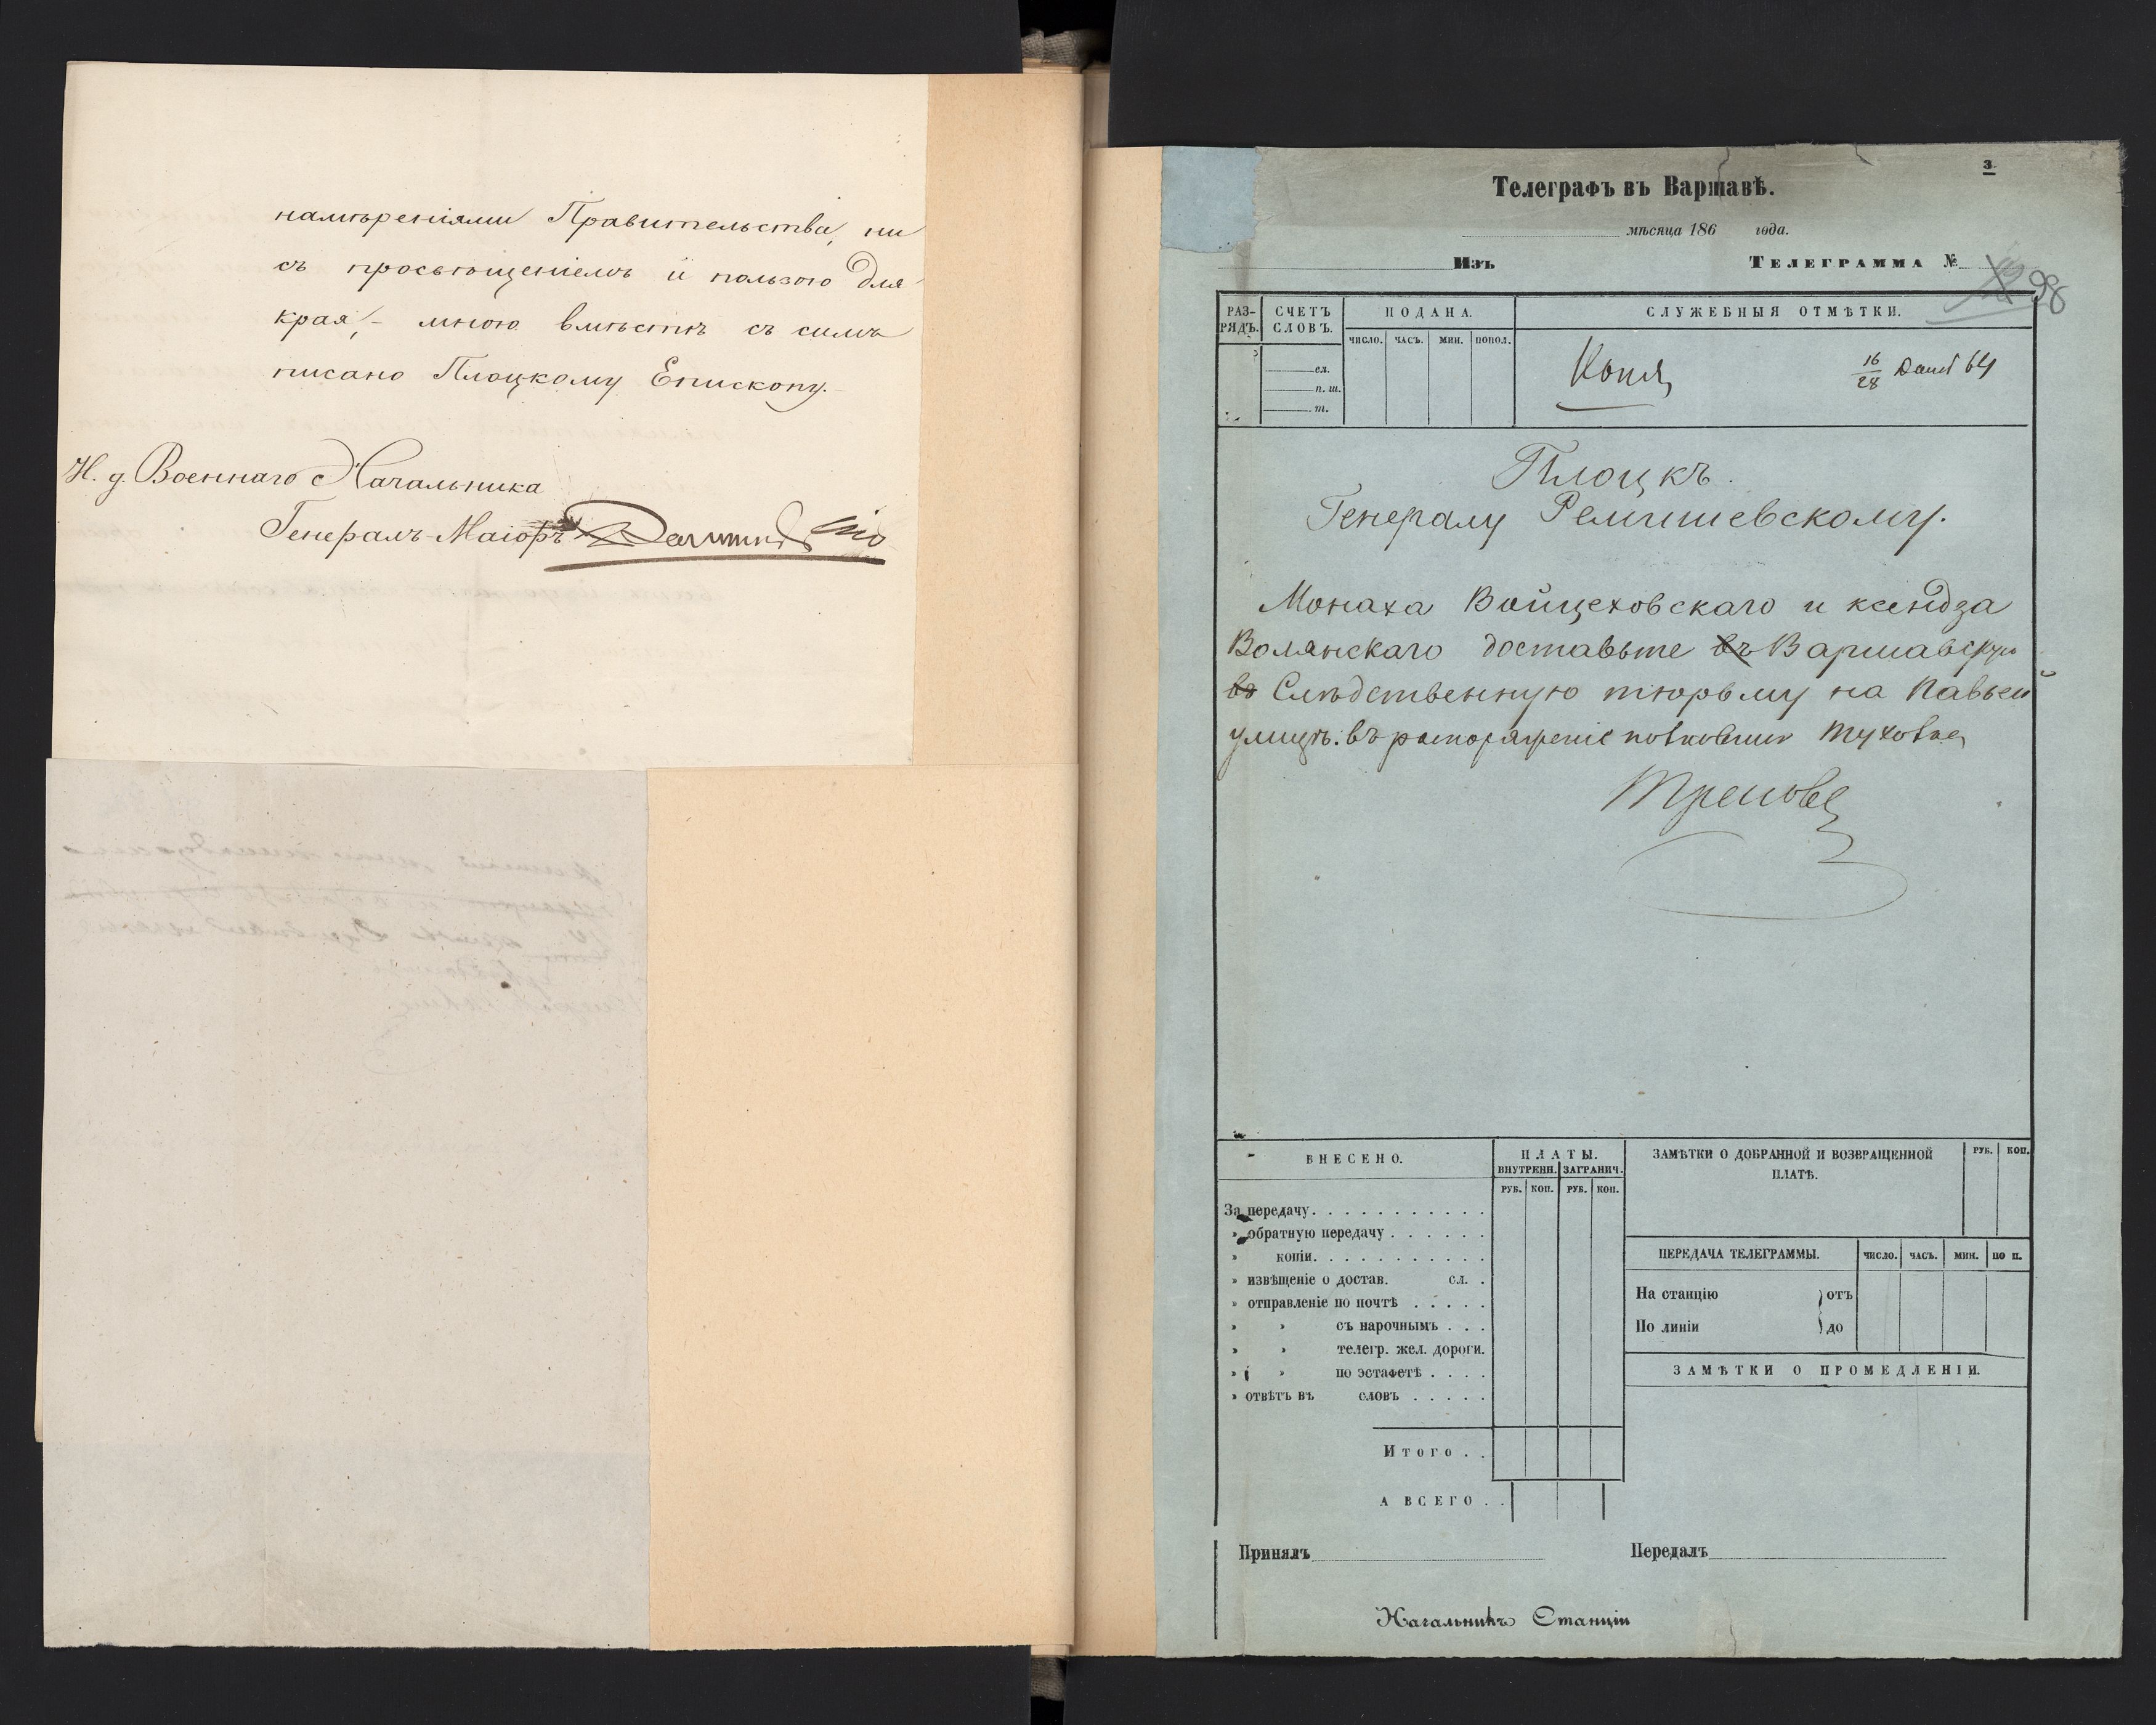 намѣреніями Правительства, ни
съ просвѣщеніемъ и пользою для
края, – мною вмѣстѣ съ симъ
писано Плоцкому Епископу.
И. д. Военнаго Начальника
Генералъ-Маіоръ
3.
Телеграфъ въ Варшавѣ.
мѣсяца 186 года.
Изъ ТЕЛЕГРАММА №
98
РАЗ-РЯДЪ. СЧЕТЪ СЛОВЪ. ПОДАНА. СЛУЖЕБНЫЯ ОТМѢТКИ.
ЧИСЛО. ЧАСЪ. МИН. ПОПОЛ.
сл.
п. ш.
т.
Копія
16/28 64
Плоцкъ.
Генералу Семишевскому.
Монаха Войцеховскаго и ксендза
Волянскаго доставьте въ Варшавскую
въ Слѣдственную тюрьму на Павьей
улицѣ. въ распоряженіе полковника Тухолка
Треповъ
ВНЕСЕНО. ПЛАТЫ. ЗАМѢТКИ О ДОБРАННОЙ И ВОЗВРАЩЕННОЙ ПЛАТѢ. РУБ. КОП.
ВНУТРЕНН. ЗАГРАНИЧ.
РУБ. КОП. РУБ. КОП.
За передачу
» обратную передачу
» копіи
» извѣщеніе о достав. сл.
» отправленіе по почтѣ
» » съ нарочнымъ
» » телегр. жел. дороги.
» » по эстафетѣ
» отвѣтъ въ словъ
Итого
А ВСЕГО
ПЕРЕДАЧА ТЕЛЕГРАММЫ. ЧИСЛО. ЧАСЪ. МИН. ПО П.
На станцію } отъ
По линіи } до
ЗАМѢТКИ О ПРОМЕДЛЕНІИ.
Принялъ Передалъ
Начальникъ Станціи